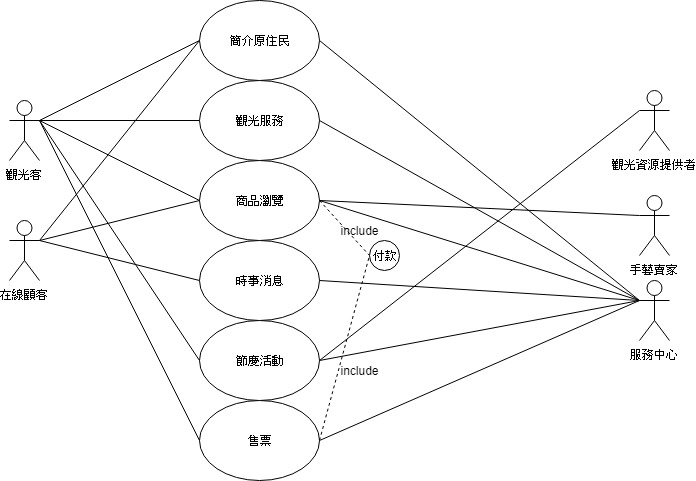 簡介原住民
觀光服務
觀光客
觀光資源提供者
商品瀏覽
include
付款
手藝賣家
在線顧客
時事消息
服務中心
節慶活動
include
售票